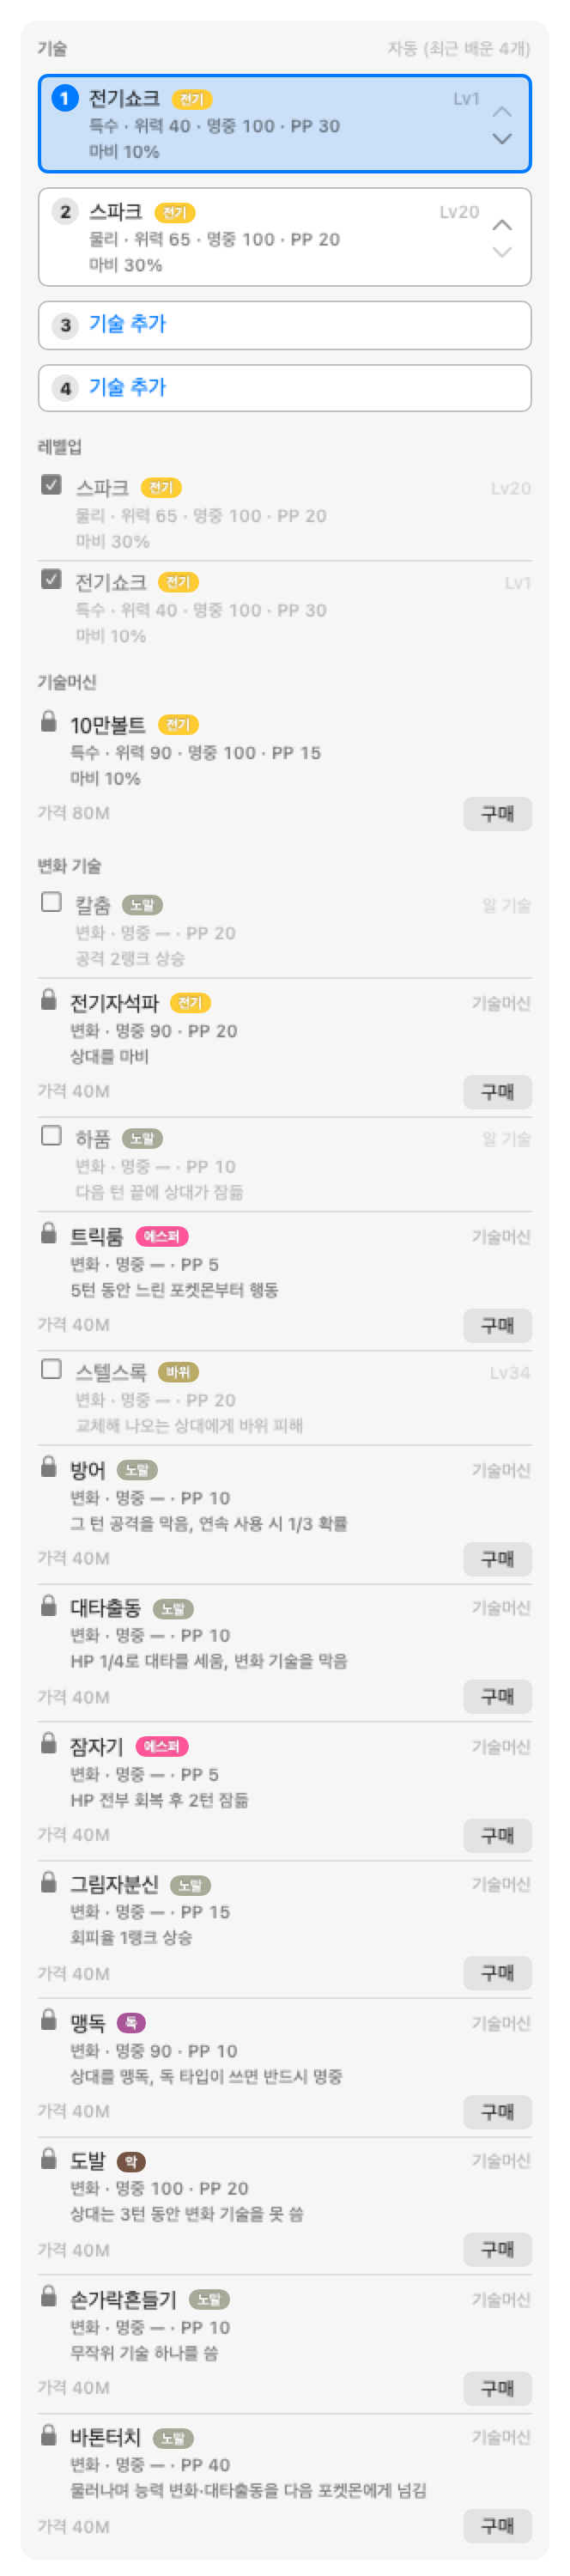 기술 자동 (최근 배운 4개)
1 전기쇼크 전기 Lv1
특수 · 위력 40 · 명중 100 · PP 30
마비 10%
2 스파크 전기 Lv20
물리 · 위력 65 · 명중 100 · PP 20
마비 30%
3 기술 추가
4 기술 추가
레벨업
스파크 전기 Lv20
물리 · 위력 65 · 명중 100 · PP 20
마비 30%
전기쇼크 전기 Lv1
특수 · 위력 40 · 명중 100 · PP 30
마비 10%
기술머신
10만볼트 전기
특수 · 위력 90 · 명중 100 · PP 15
마비 10%
가격 80M 구매
변화 기술
칼춤 노말 알 기술
변화 · 명중 — · PP 20
공격 2랭크 상승
전기자석파 전기 기술머신
변화 · 명중 90 · PP 20
상대를 마비
가격 40M 구매
하품 노말 알 기술
변화 · 명중 — · PP 10
다음 턴 끝에 상대가 잠듦
트릭룸 에스퍼 기술머신
변화 · 명중 — · PP 5
5턴 동안 느린 포켓몬부터 행동
가격 40M 구매
스텔스록 바위 Lv34
변화 · 명중 — · PP 20
교체해 나오는 상대에게 바위 피해
방어 노말 기술머신
변화 · 명중 — · PP 10
그 턴 공격을 막음, 연속 사용 시 1/3 확률
가격 40M 구매
대타출동 노말 기술머신
변화 · 명중 — · PP 10
HP 1/4로 대타를 세움, 변화 기술을 막음
가격 40M 구매
잠자기 에스퍼 기술머신
변화 · 명중 — · PP 5
HP 전부 회복 후 2턴 잠듦
가격 40M 구매
그림자분신 노말 기술머신
변화 · 명중 — · PP 15
회피율 1랭크 상승
가격 40M 구매
맹독 독 기술머신
변화 · 명중 90 · PP 10
상대를 맹독, 독 타입이 쓰면 반드시 명중
가격 40M 구매
도발 악 기술머신
변화 · 명중 100 · PP 20
상대는 3턴 동안 변화 기술을 못 씀
가격 40M 구매
손가락흔들기 노말 기술머신
변화 · 명중 — · PP 10
무작위 기술 하나를 씀
가격 40M 구매
바톤터치 노말 기술머신
변화 · 명중 — · PP 40
물러나며 능력 변화·대타출동을 다음 포켓몬에게 넘김
가격 40M 구매